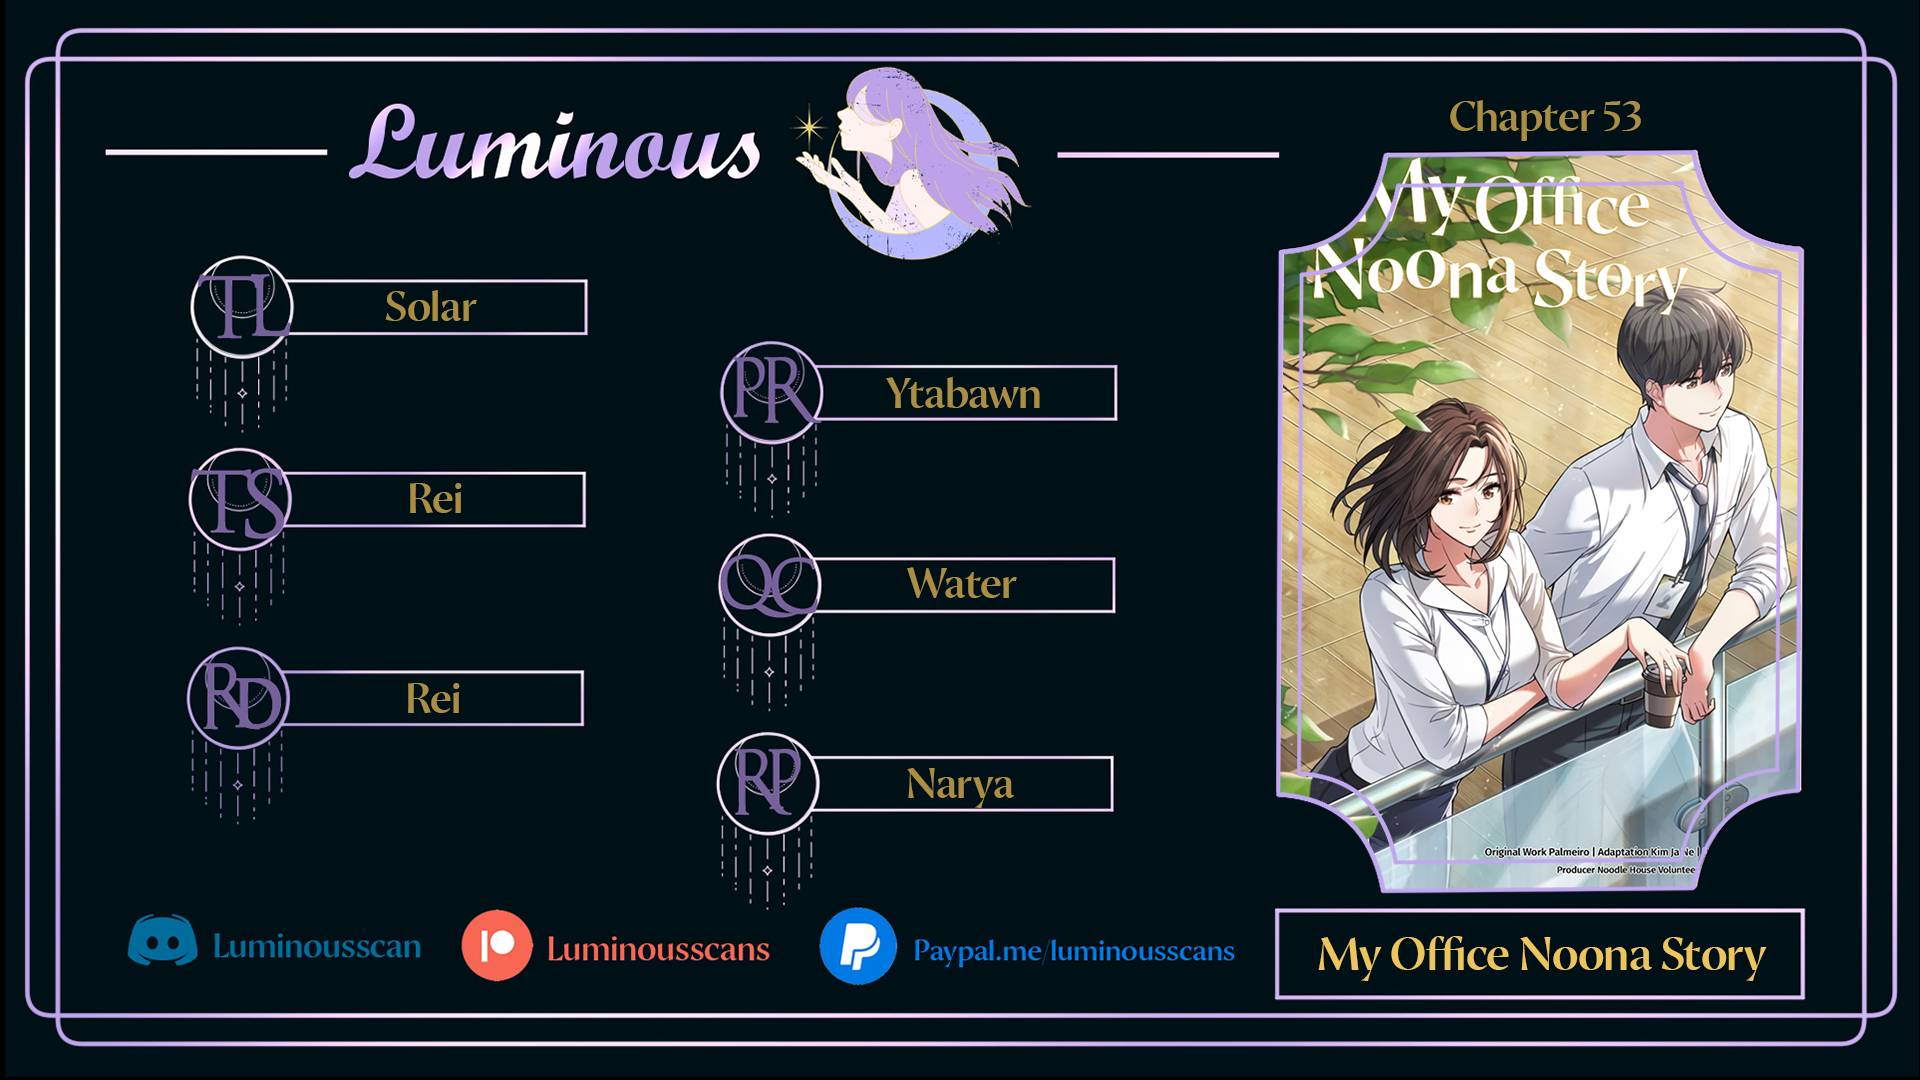 Luminous
TL
Solar
TS
Rei
RD
Rei
PR
Ytabawn
QC
Water
RP
Narya
Luminousscan
Luminousscans
Paypal.me/luminousscans
Chapter 53
My Office
Noona Story
Original Work Palmeiro | Adaptation Kim Ja Ne |
Producer Noodle House Voluntee
My Office Noona Story